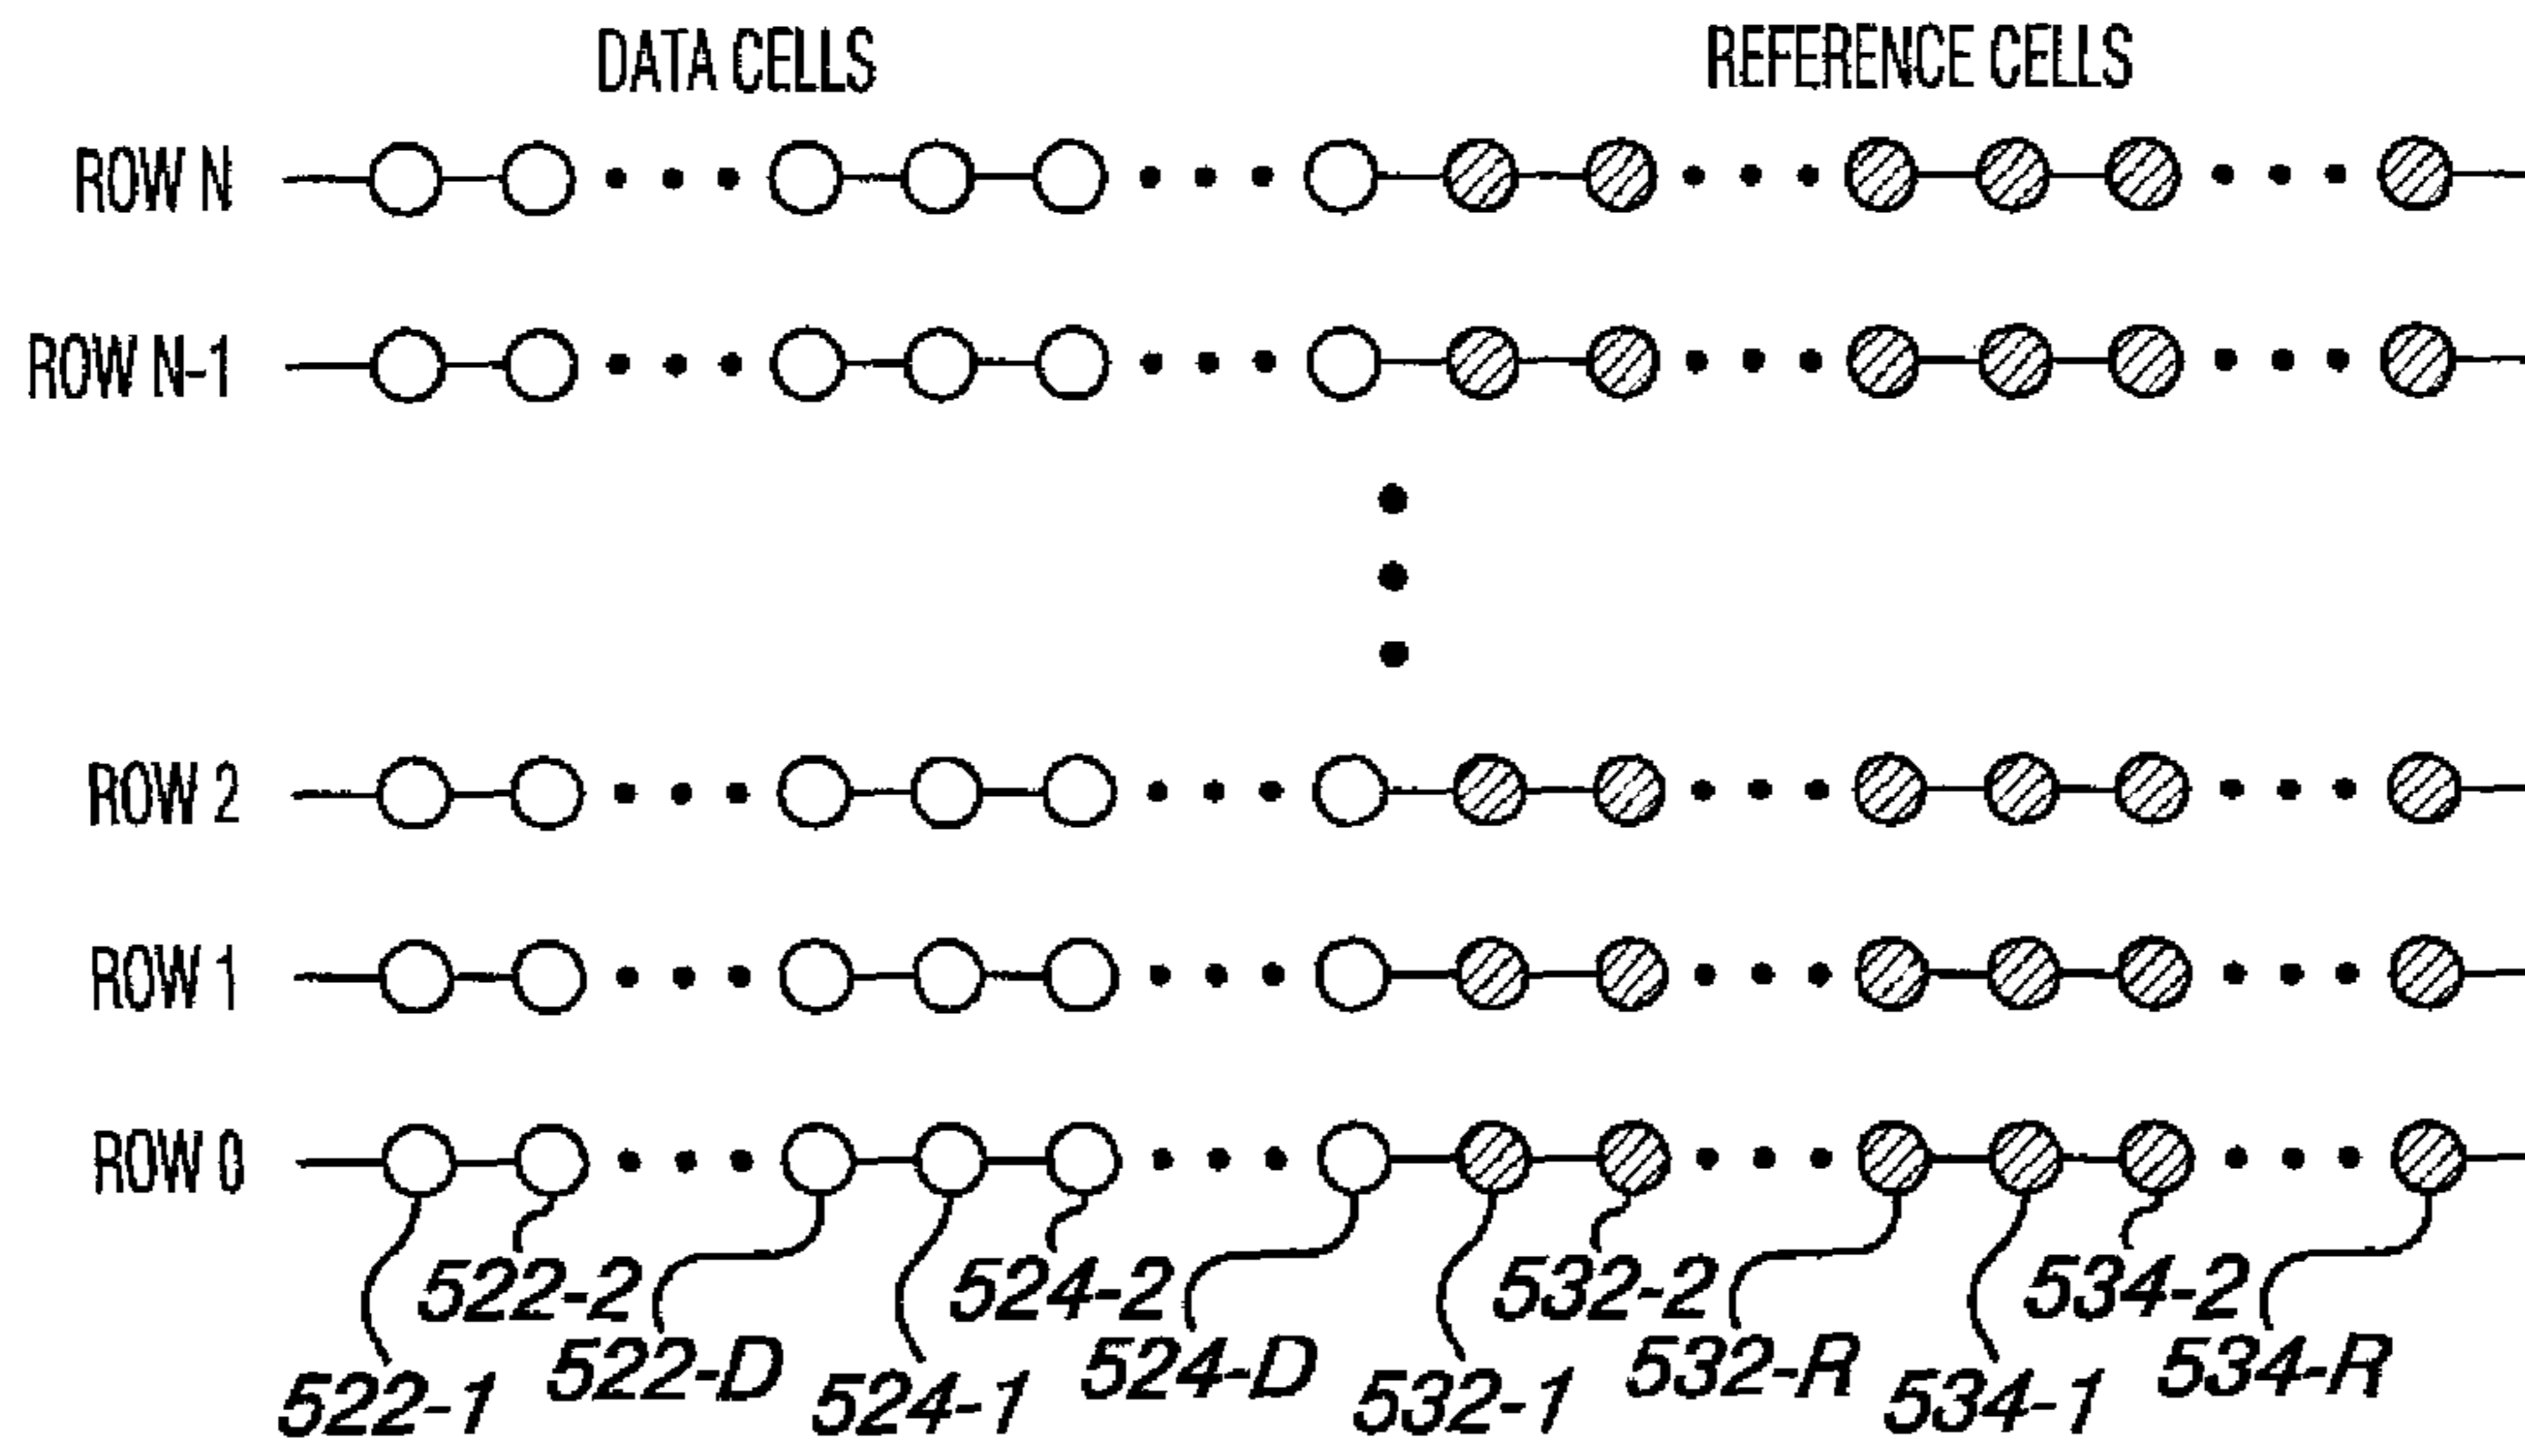 DATA CELLS REFERENCE CELLS
ROW N
ROW N-1
ROW 2
ROW 1
ROW 0
522-2 524-2 532-2 534-2
522-D 524-D 532-R 534-R
522-1 524-1 532-1 534-1